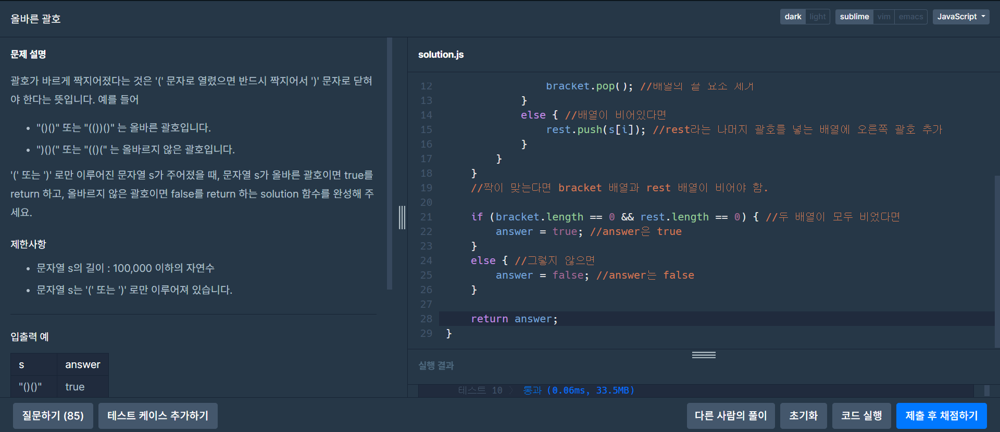 올바른 괄호
dark light sublime vim emacs JavaScript
문제 설명
괄호가 바르게 짝지어졌다는 것은 '(' 문자로 열렸으면 반드시 짝지어서 ')' 문자로 닫혀
야 한다는 뜻입니다. 예를 들어
• "()()" 또는 "(())()" 는 올바른 괄호입니다.
• ")()(" 또는 "(()(" 는 올바르지 않은 괄호입니다.
'(' 또는 ')' 로만 이루어진 문자열 s가 주어졌을 때, 문자열 s가 올바른 괄호이면 true를
return 하고, 올바르지 않은 괄호이면 false를 return 하는 solution 함수를 완성해 주
세요.
제한사항
• 문자열 s의 길이 : 100,000 이하의 자연수
• 문자열 s는 '(' 또는 ')' 로만 이루어져 있습니다.
입출력 예
s answer
"()()" true
solution.js
12 bracket.pop(); //배열의 끝 요소 제거
13 }
14 else { //배열이 비어있다면
15 rest.push(s[i]); //rest라는 나머지 괄호를 넣는 배열에 오른쪽 괄호 추가
16 }
17 }
18 }
19 //짝이 맞는다면 bracket 배열과 rest 배열이 비어야 함.
20
21 if (bracket.length == 0 && rest.length == 0) { //두 배열이 모두 비었다면
22 answer = true; //answer은 true
23 }
24 else { //그렇지 않으면
25 answer = false; //answer는 false
26 }
27
28 return answer;
29 }
실행 결과
테스트 10 〉 통과 (0.06ms, 33.5MB)
질문하기 (85) 테스트 케이스 추가하기 다른 사람의 풀이 초기화 코드 실행 제출 후 채점하기